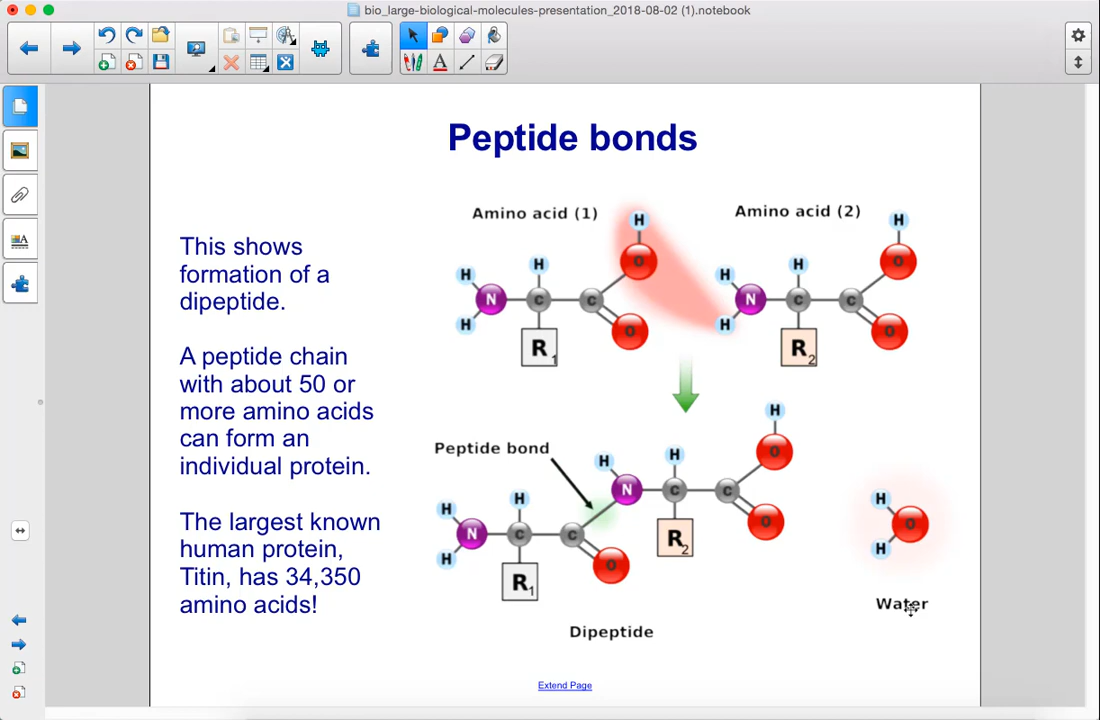 bio_large-biological-molecules-presentation_2018-08-02 (1).notebook
A
A
Peptide bonds
This shows
formation of a
dipeptide.
A peptide chain
with about 50 or
more amino acids
can form an
individual protein.
The largest known
human protein,
Titin, has 34,350
amino acids!
Amino acid (1)
H
O
H
H
N
C
C
H
O
R1
Amino acid (2)
H
O
H
H
N
C
C
H
O
R2
Peptide bond
H
O
H
H
N
C
C
O
R2
H
H
N
C
C
H
O
R1
Dipeptide
H
O
H
Water
Extend Page